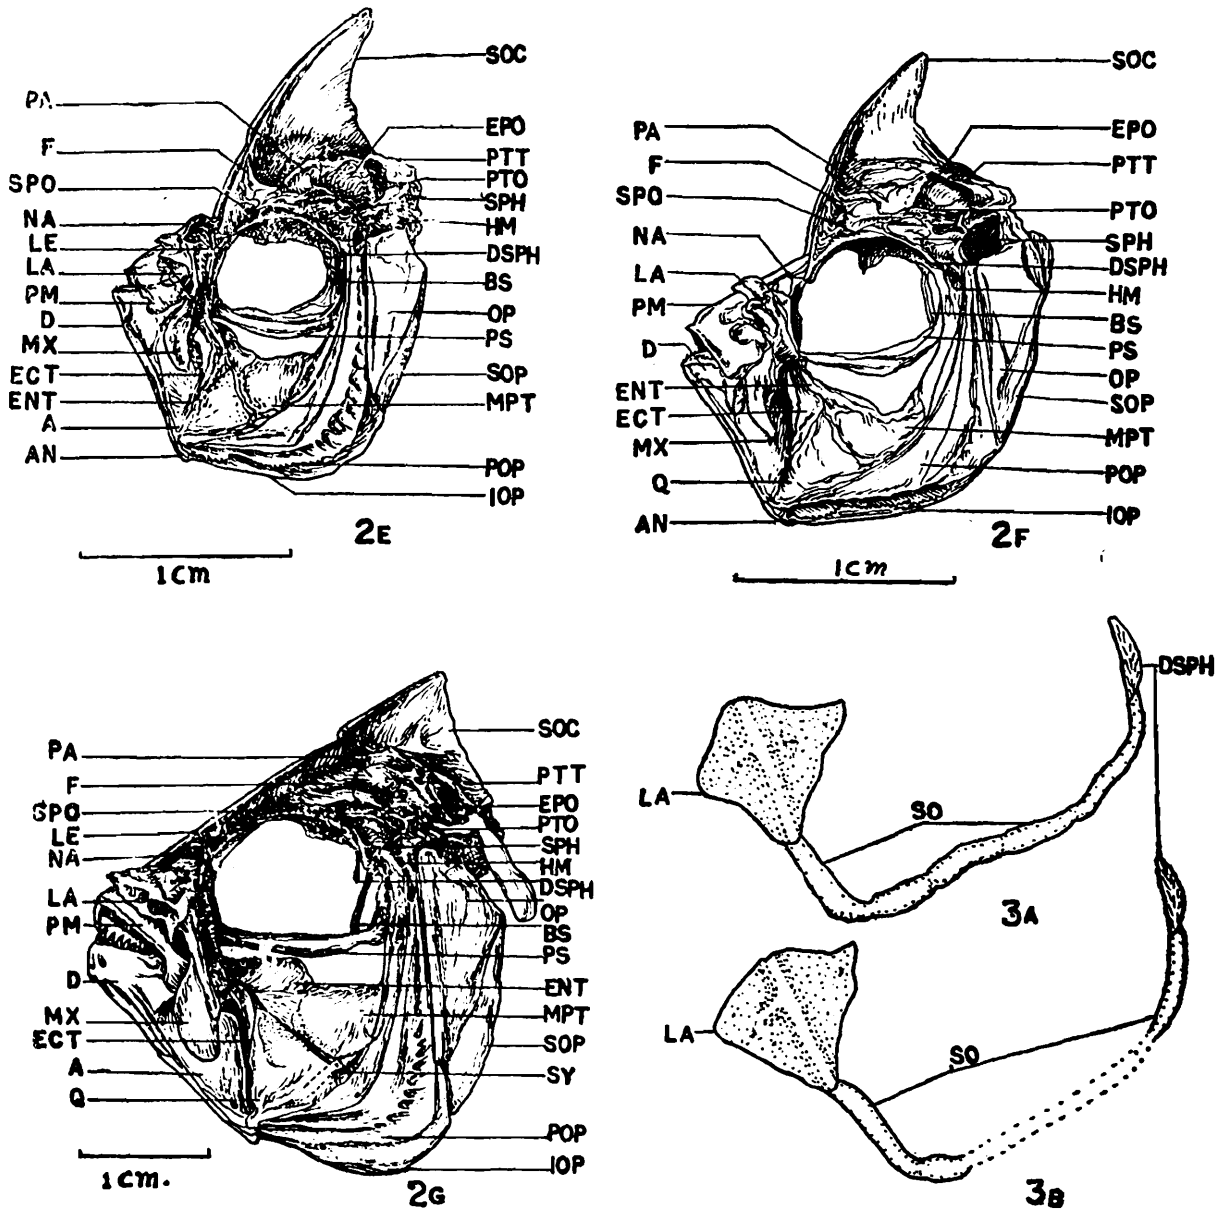 PA
F
SPO
NA
LE
LA
PM
D
MX
ECT
ENT
A
AN
SOC
EPO
PTT
PTO
SPH
HM
DSPH
BS
OP
PS
SOP
MPT
POP
IOP
2E
1cm
PA
F
SPO
NA
LA
PM
D
ENT
ECT
MX
Q
AN
SOC
EPO
PTT
PTO
SPH
DSPH
HM
BS
PS
OP
SOP
MPT
POP
IOP
2F
1cm
PA
F
SPO
LE
NA
LA
PM
D
MX
ECT
A
Q
SOC
PTT
EPO
PTO
SPH
HM
DSPH
OP
BS
PS
ENT
MPT
SOP
SY
POP
IOP
1cm.
2G
DSPH
LA
SO
3A
LA
SO
3B